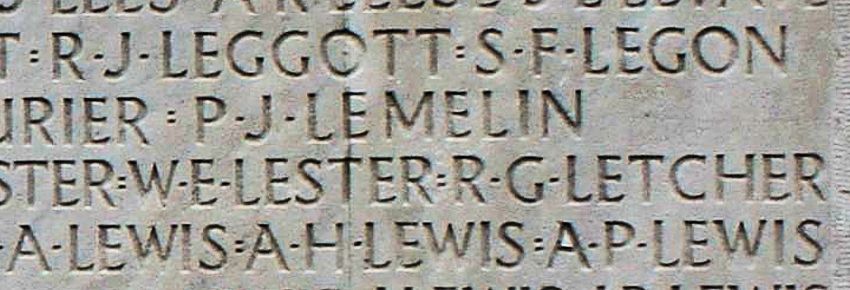 T : R · J · LEGGOTT : S · F · LEGON
URIER : P · J · LEMELIN
STER : W · E · LESTER : R · G · LETCHER
· A · LEWIS : A · H · LEWIS : A · P · LEWIS